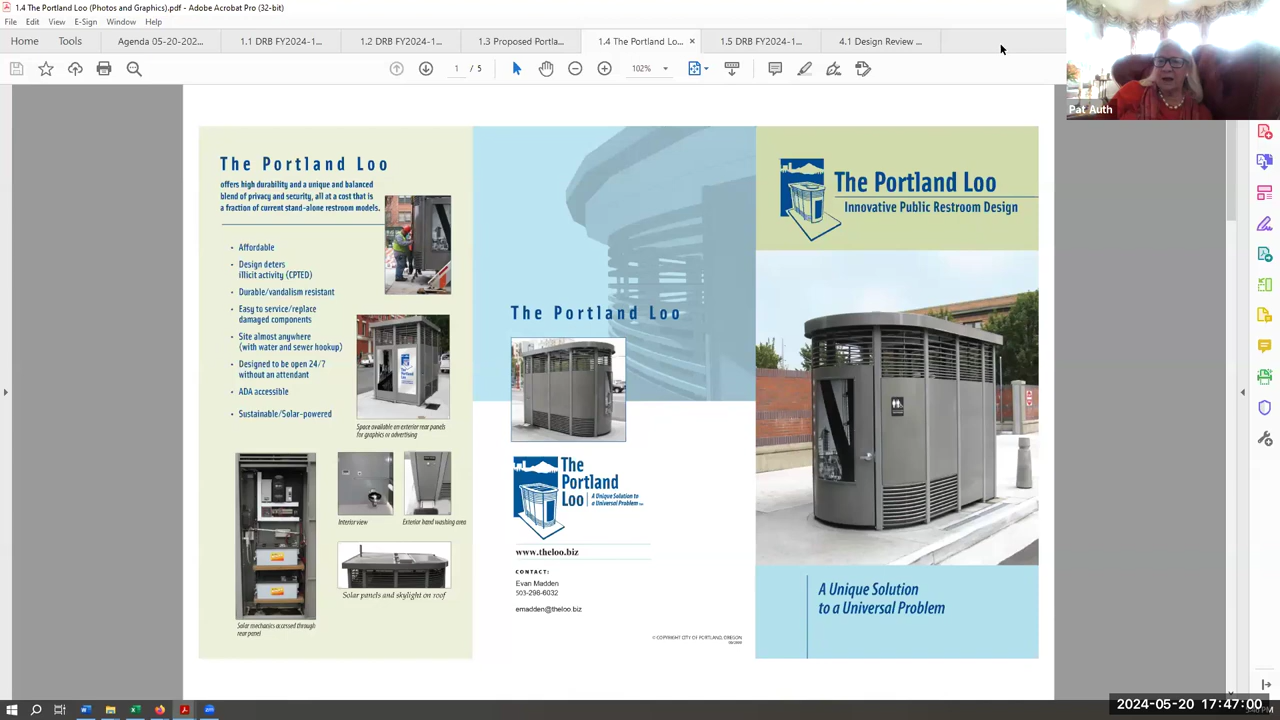 1.4 The Portland Loo (Photos and Graphics).pdf - Adobe Acrobat Pro (32-bit)
File Edit View E-Sign Window Help
Home Tools Agenda 05-20-202... 1.1 DRB FY2024-1... 1.2 DRB FY2024-1... 1.3 Proposed Portla... 1.4 The Portland Lo... × 1.5 DRB FY2024-1... 4.1 Design Review ...
1 / 5 102%
Pat Auth
The Portland Loo
offers high durability and a unique and balanced
blend of privacy and security, all at a cost that is
a fraction of current stand-alone restroom models.
• Affordable
• Design deters
illicit activity (CPTED)
• Durable/vandalism resistant
• Easy to service/replace
damaged components
• Site almost anywhere
(with water and sewer hookup)
• Designed to be open 24/7
without an attendant
• ADA accessible
• Sustainable/Solar-powered
Space available on exterior rear panels
for graphics or advertising
Interior view
Exterior hand washing area
Solar panels and skylight on roof
Solar mechanics accessed through
rear panel
The Portland Loo
The
Portland
Loo
A Unique Solution to
a Universal Problem
www.theloo.biz
CONTACT:
Evan Madden
503-298-6032
emadden@theloo.biz
© COPYRIGHT CITY OF PORTLAND, OREGON
The Portland Loo
Innovative Public Restroom Design
A Unique Solution
to a Universal Problem
2024-05-20 17:47:00